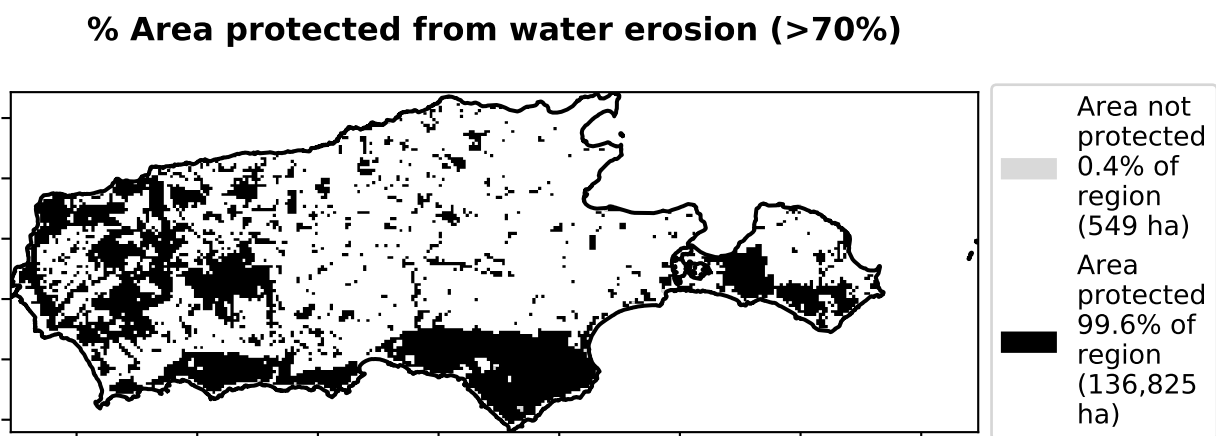 % Area protected from water erosion (>70%)
Area not
protected
0.4% of
region
(549 ha)
Area
protected
99.6% of
region
(136,825
ha)